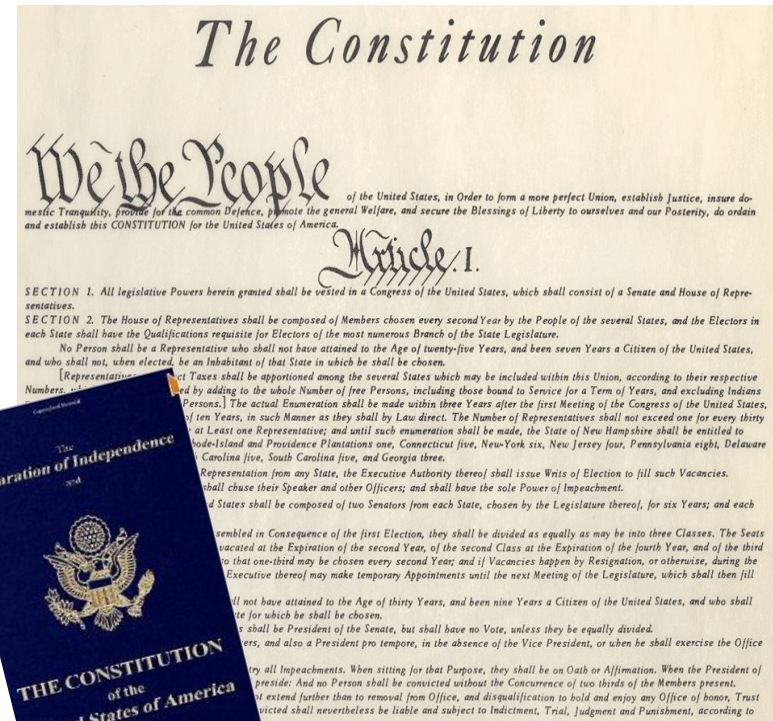 The Constitution
We the People of the United States, in Order to form a more perfect Union, establish Justice, insure do-
mestic Tranquility, provide for the common Defence, promote the general Welfare, and secure the Blessings of Liberty to ourselves and our Posterity, do ordain
and establish this CONSTITUTION for the United States of America.
Article. I.
SECTION 1. All legislative Powers herein granted shall be vested in a Congress of the United States, which shall consist of a Senate and House of Repre-
sentatives.
SECTION 2. The House of Representatives shall be composed of Members chosen every second Year by the People of the several States, and the Electors in
each State shall have the Qualifications requisite for Electors of the most numerous Branch of the State Legislature.
No Person shall be a Representative who shall not have attained to the Age of twenty-five Years, and been seven Years a Citizen of the United States,
and who shall not, when elected, be an Inhabitant of that State in which he shall be chosen.
[Representatives ct Taxes shall be apportioned among the several States which may be included within this Union, according to their respective
Numbers, ed by adding to the whole Number of free Persons, including those bound to Service for a Term of Years, and excluding Indians
Persons.] The actual Enumeration shall be made within three Years after the first Meeting of the Congress of the United States,
of ten Years, in such Manner as they shall by Law direct. The Number of Representatives shall not exceed one for every thirty
at Least one Representative; and until such enumeration shall be made, the State of New Hampshire shall be entitled to
hode-Island and Providence Plantations one, Connecticut five, New-York six, New Jersey four, Pennsylvania eight, Delaware
Carolina five, South Carolina five, and Georgia three.
Representation from any State, the Executive Authority thereof shall issue Writs of Election to fill such Vacancies.
shall chuse their Speaker and other Officers; and shall have the sole Power of Impeachment.
d States shall be composed of two Senators from each State, chosen by the Legislature thereof, for six Years; and each
sembled in Consequence of the first Election, they shall be divided as equally as may be into three Classes. The Seats
vacated at the Expiration of the second Year, of the second Class at the Expiration of the fourth Year, and of the third
o that one-third may be chosen every second Year; and if Vacancies happen by Resignation, or otherwise, during the
Executive thereof may make temporary Appointments until the next Meeting of the Legislature, which shall then fill
ll not have attained to the Age of thirty Years, and been nine Years a Citizen of the United States, and who shall
te for which he shall be chosen.
s shall be President of the Senate, but shall have no Vote, unless they be equally divided.
ers, and also a President pro tempore, in the absence of the Vice President, or when he shall exercise the Office
try all Impeachments. When sitting for that Purpose, they shall be on Oath or Affirmation. When the President of
preside: And no Person shall be convicted without the Concurrence of two thirds of the Members present.
ot extend further than to removal from Office, and disqualification to hold and enjoy any Office of honor, Trust
victed shall nevertheless be liable and subject to Indictment, Trial, Judgment and Punishment, according to
The
aration of Independence
and
THE CONSTITUTION
of the
d States of America